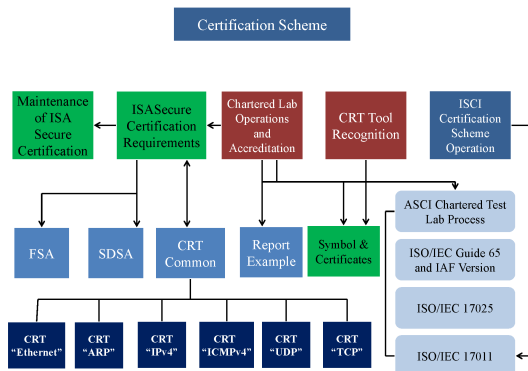 Certification Scheme
Maintenance of ISA
Secure
Certification
ISASecure
Certification
Requirements
Chartered Lab
Operations
and
Accreditation
CRT Tool
Recognition
ISCI
Certification
Scheme
Operation
FSA
SDSA
CRT
Common
Report
Example
Symbol &
Certificates
ASCI Chartered Test
Lab Process
ISO/IEC Guide 65
and IAF Version
ISO/IEC 17025
ISO/IEC 17011
CRT
“Ethernet”
CRT
“ARP”
CRT
“IPv4”
CRT
“ICMPv4”
CRT
“UDP”
CRT
“TCP”